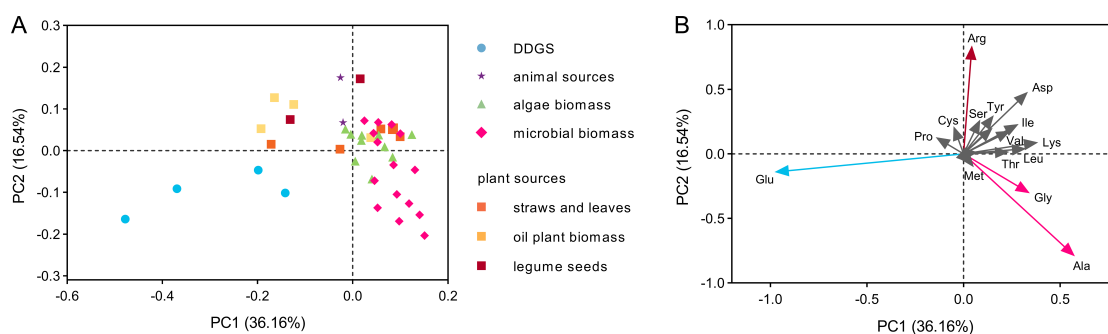 A
0.3
0.2
0.1
0.0
-0.1
-0.2
-0.3
PC2 (16.54%)
-0.6
-0.4
-0.2
0.0
0.2
PC1 (36.16%)
DDGS
animal sources
algae biomass
microbial biomass
plant sources
straws and leaves
oil plant biomass
legume seeds
B
1.0
0.5
0.0
-0.5
-1.0
PC2 (16.54%)
-1.0
-0.5
0.0
0.5
PC1 (36.16%)
Arg
Asp
Tyr
Ser
Ile
Cys
Pro
Val
Lys
Leu
Thr
Met
Glu
Gly
Ala